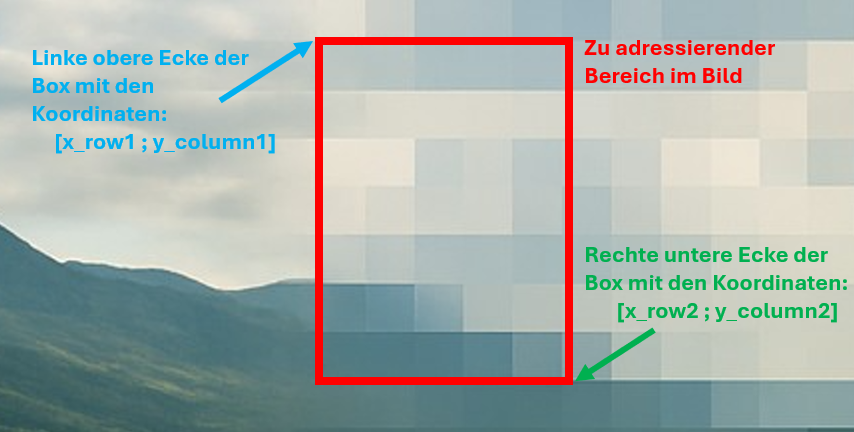 Linke obere Ecke der
Box mit den
Koordinaten:
[x_row1 ; y_column1]
Zu adressierender
Bereich im Bild
Rechte untere Ecke der
Box mit den Koordinaten:
[x_row2 ; y_column2]